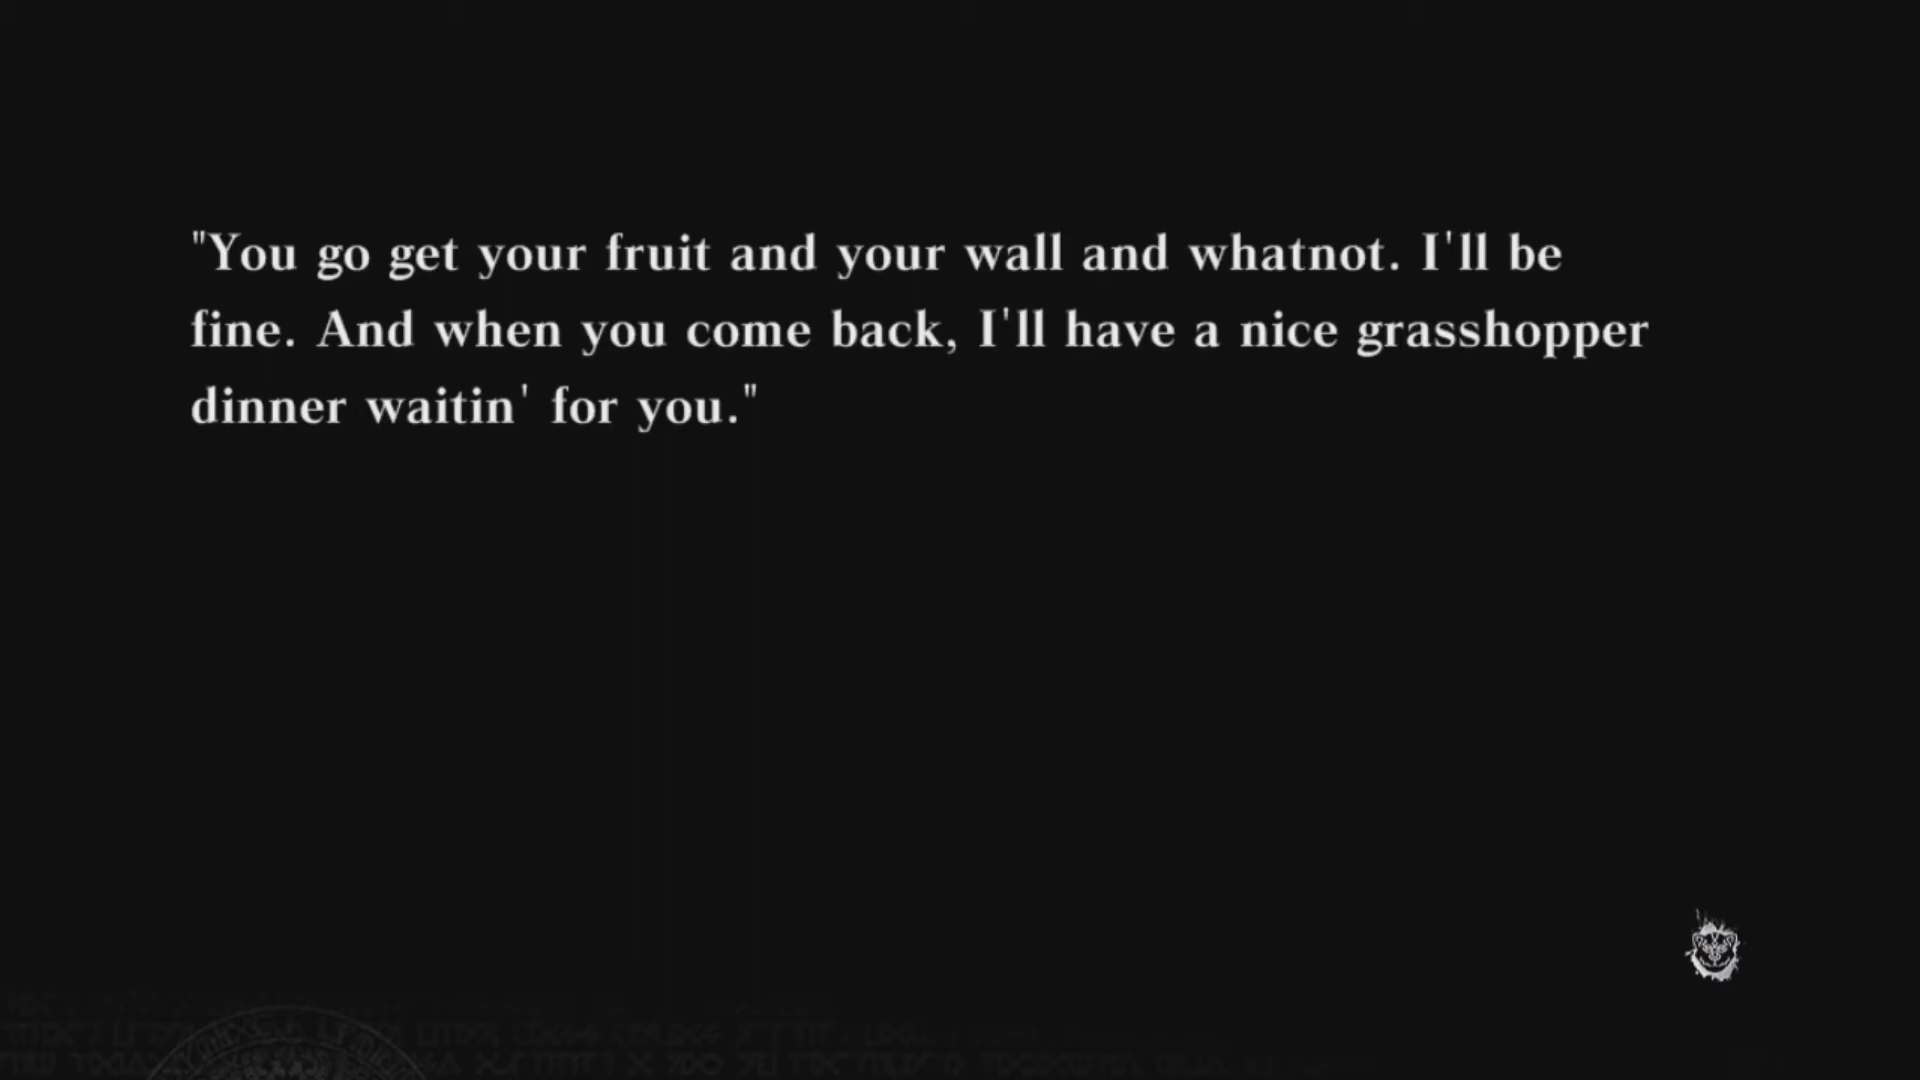 "You go get your fruit and your wall and whatnot. I'll be
fine. And when you come back, I'll have a nice grasshopper
dinner waitin' for you."